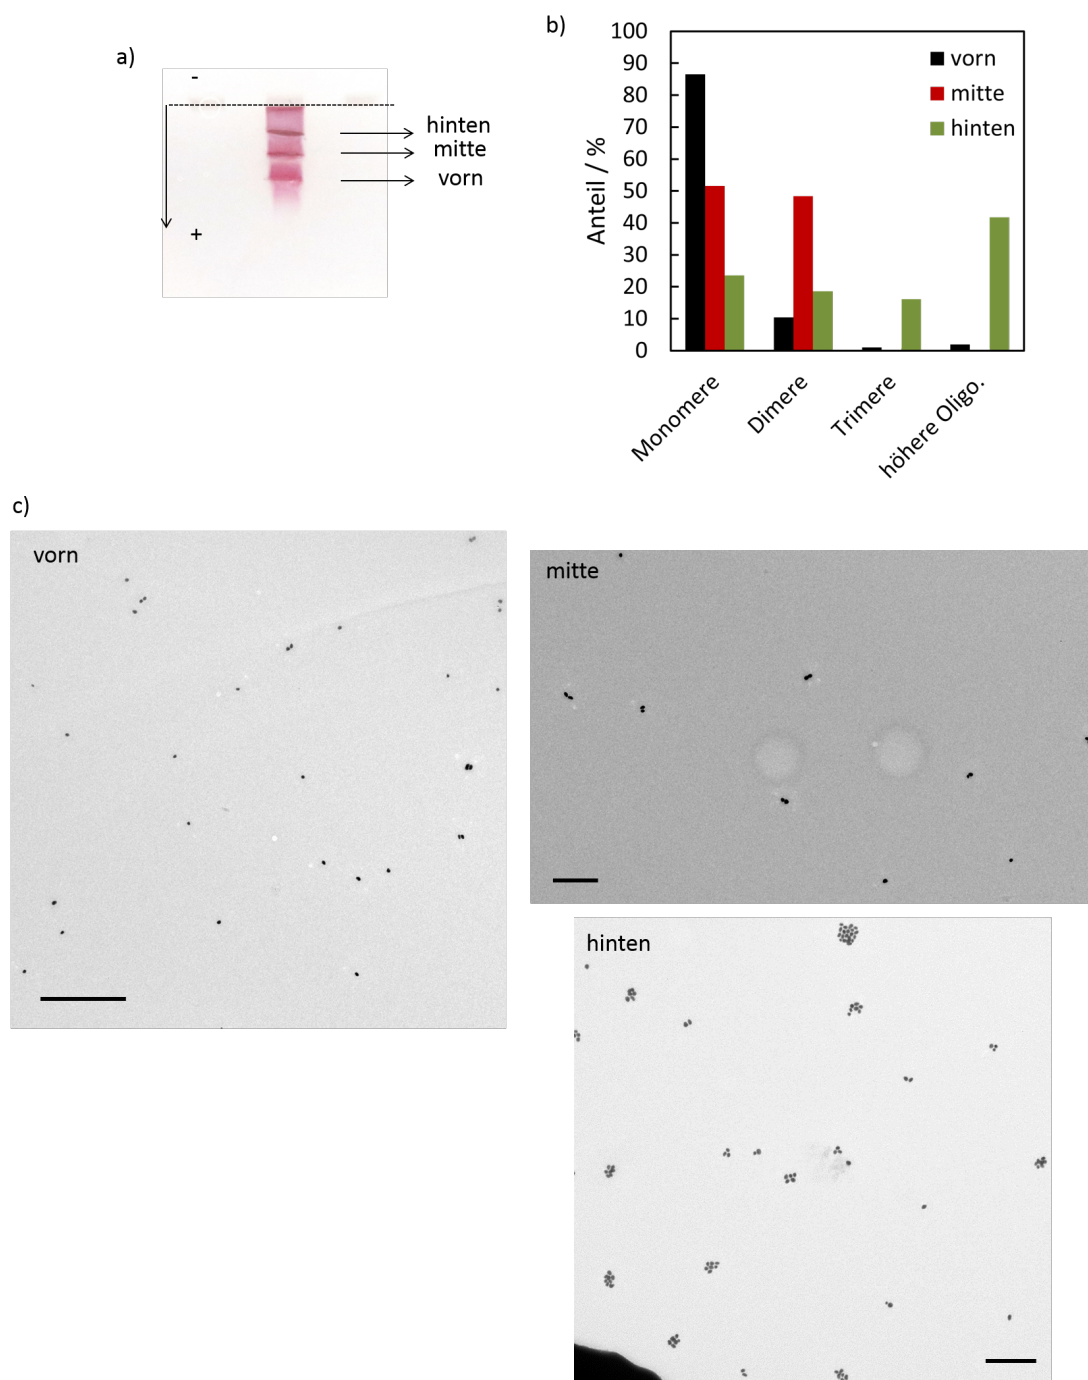 a)
-
+
hinten
mitte
vorn
b)
100
90
80
70
60
50
40
30
20
10
0
Anteil / %
vorn
mitte
hinten
Monomere
Dimere
Trimere
höhere Oligo.
c)
vorn
mitte
hinten